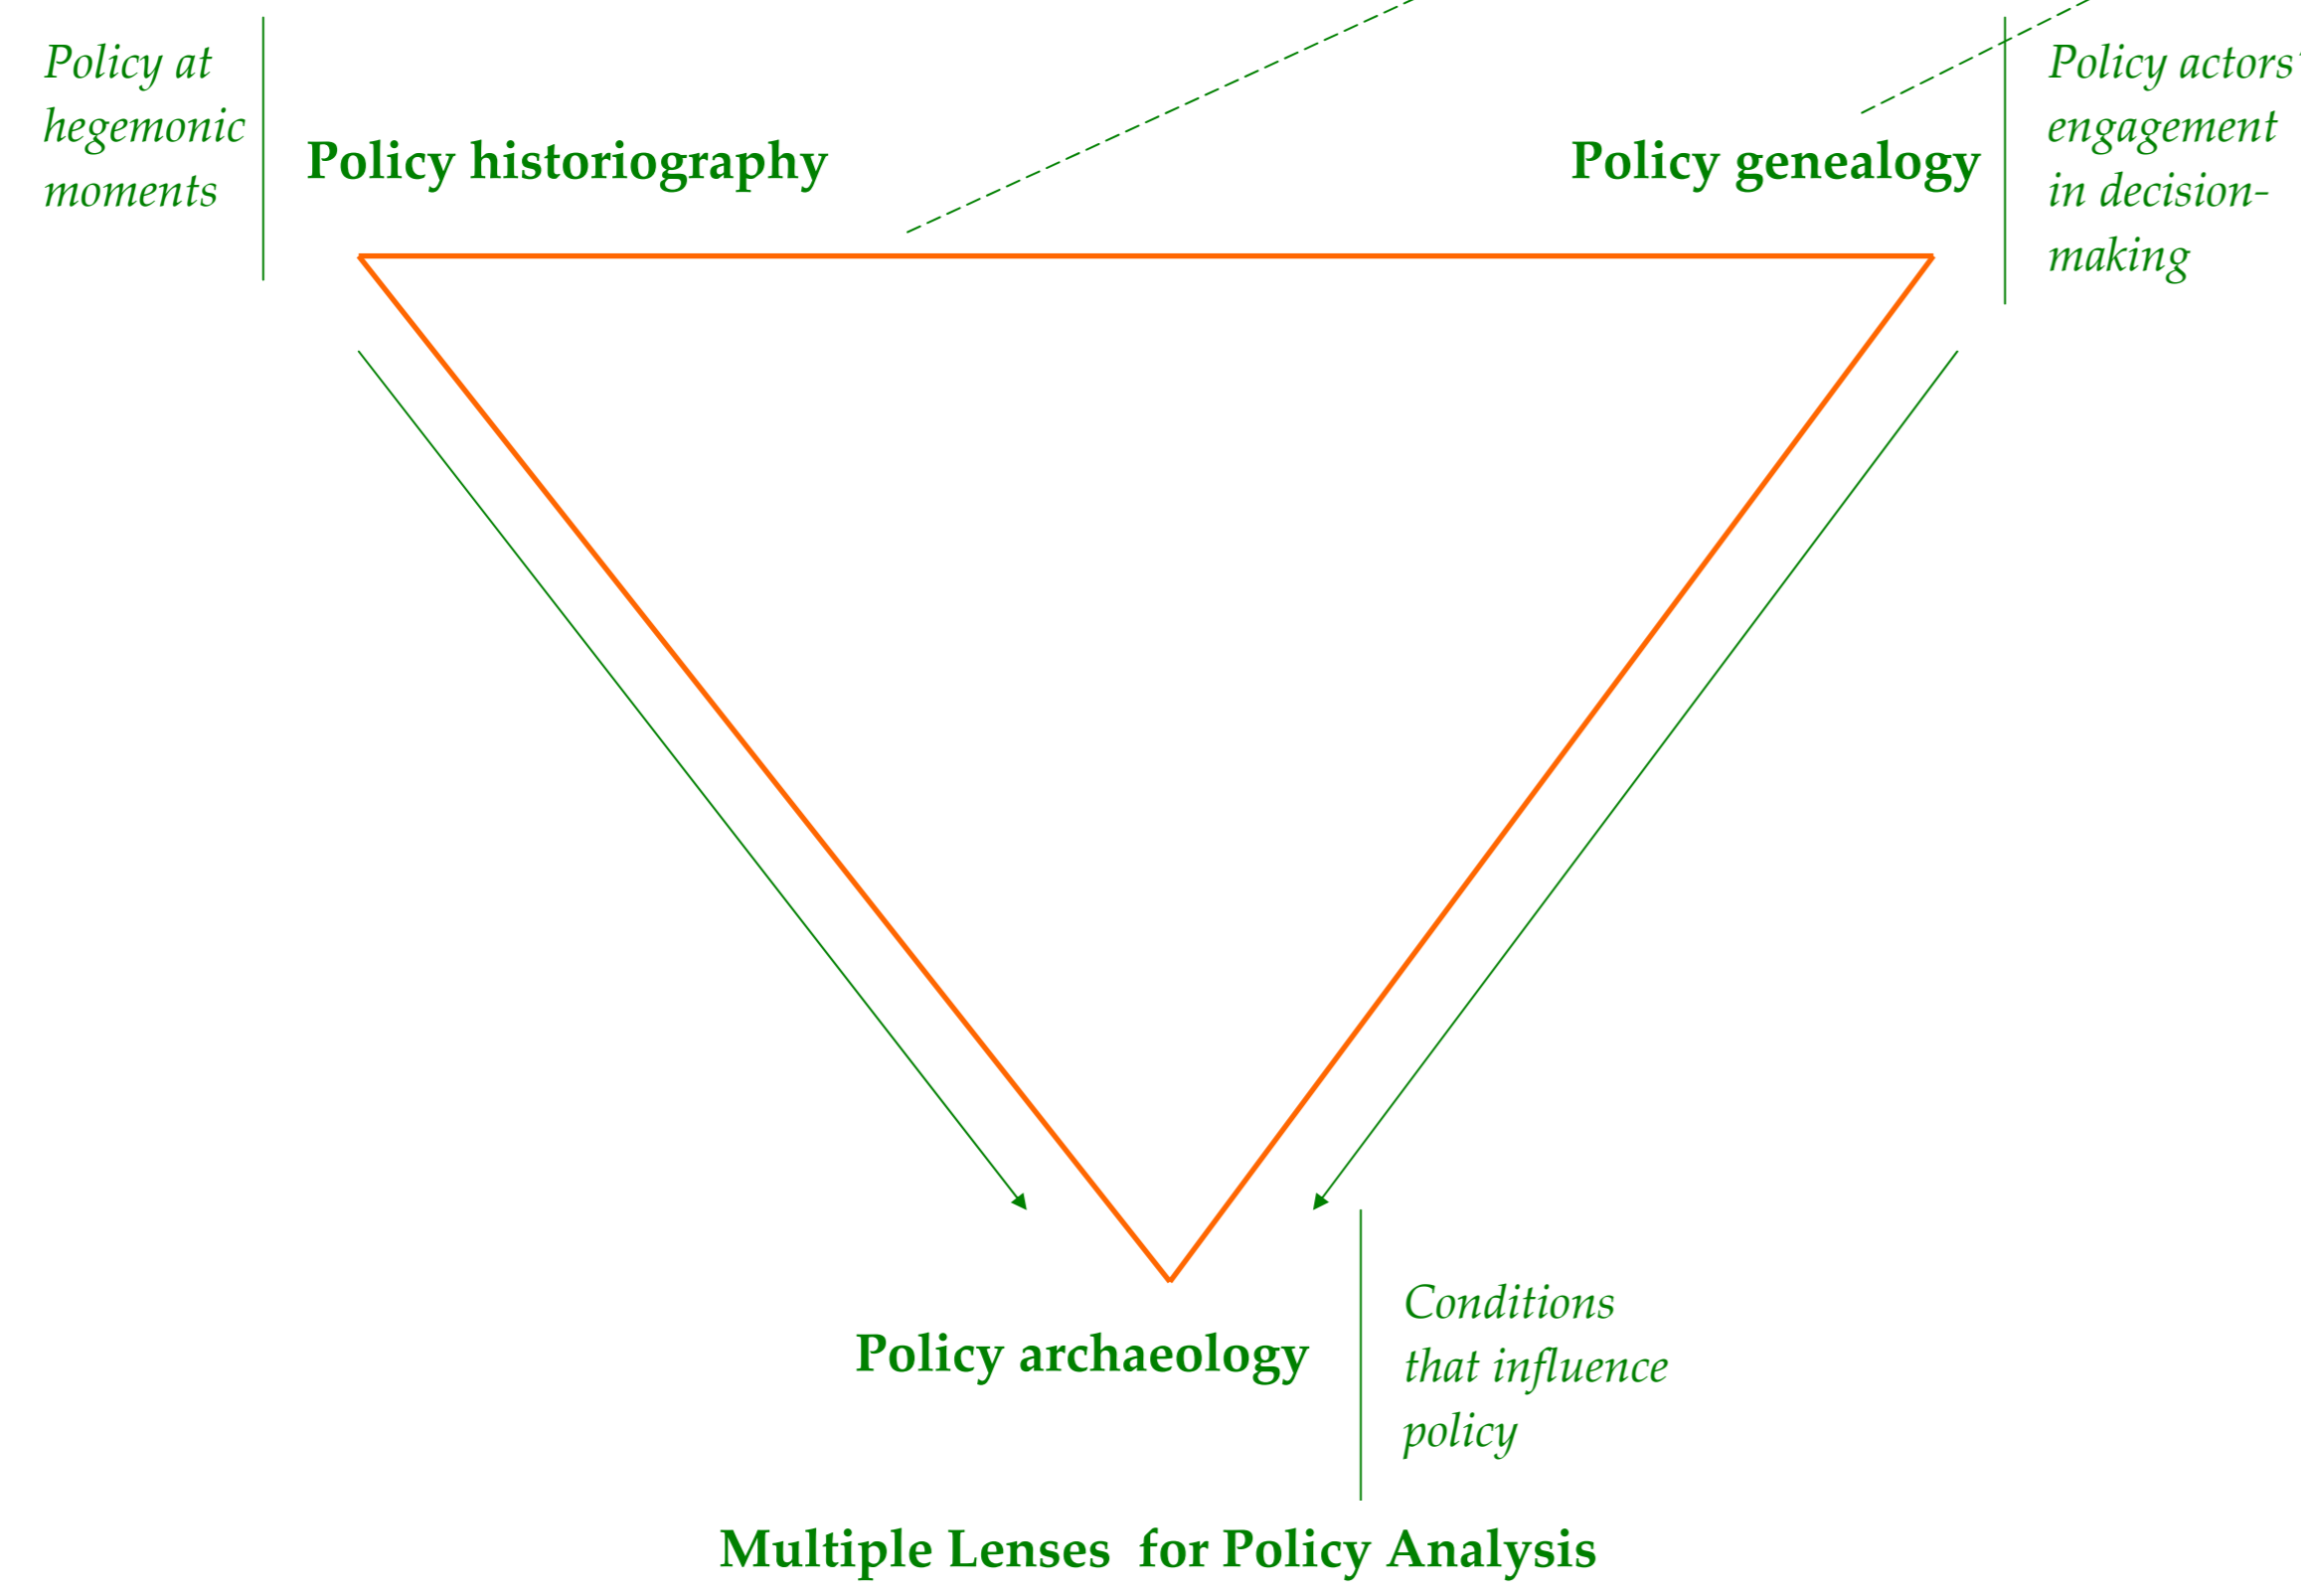 Policy at
hegemonic
moments
Policy historiography
Policy genealogy
Policy actors'
engagement
in decision-
making
Policy archaeology
Conditions
that influence
policy
Multiple Lenses  for Policy Analysis